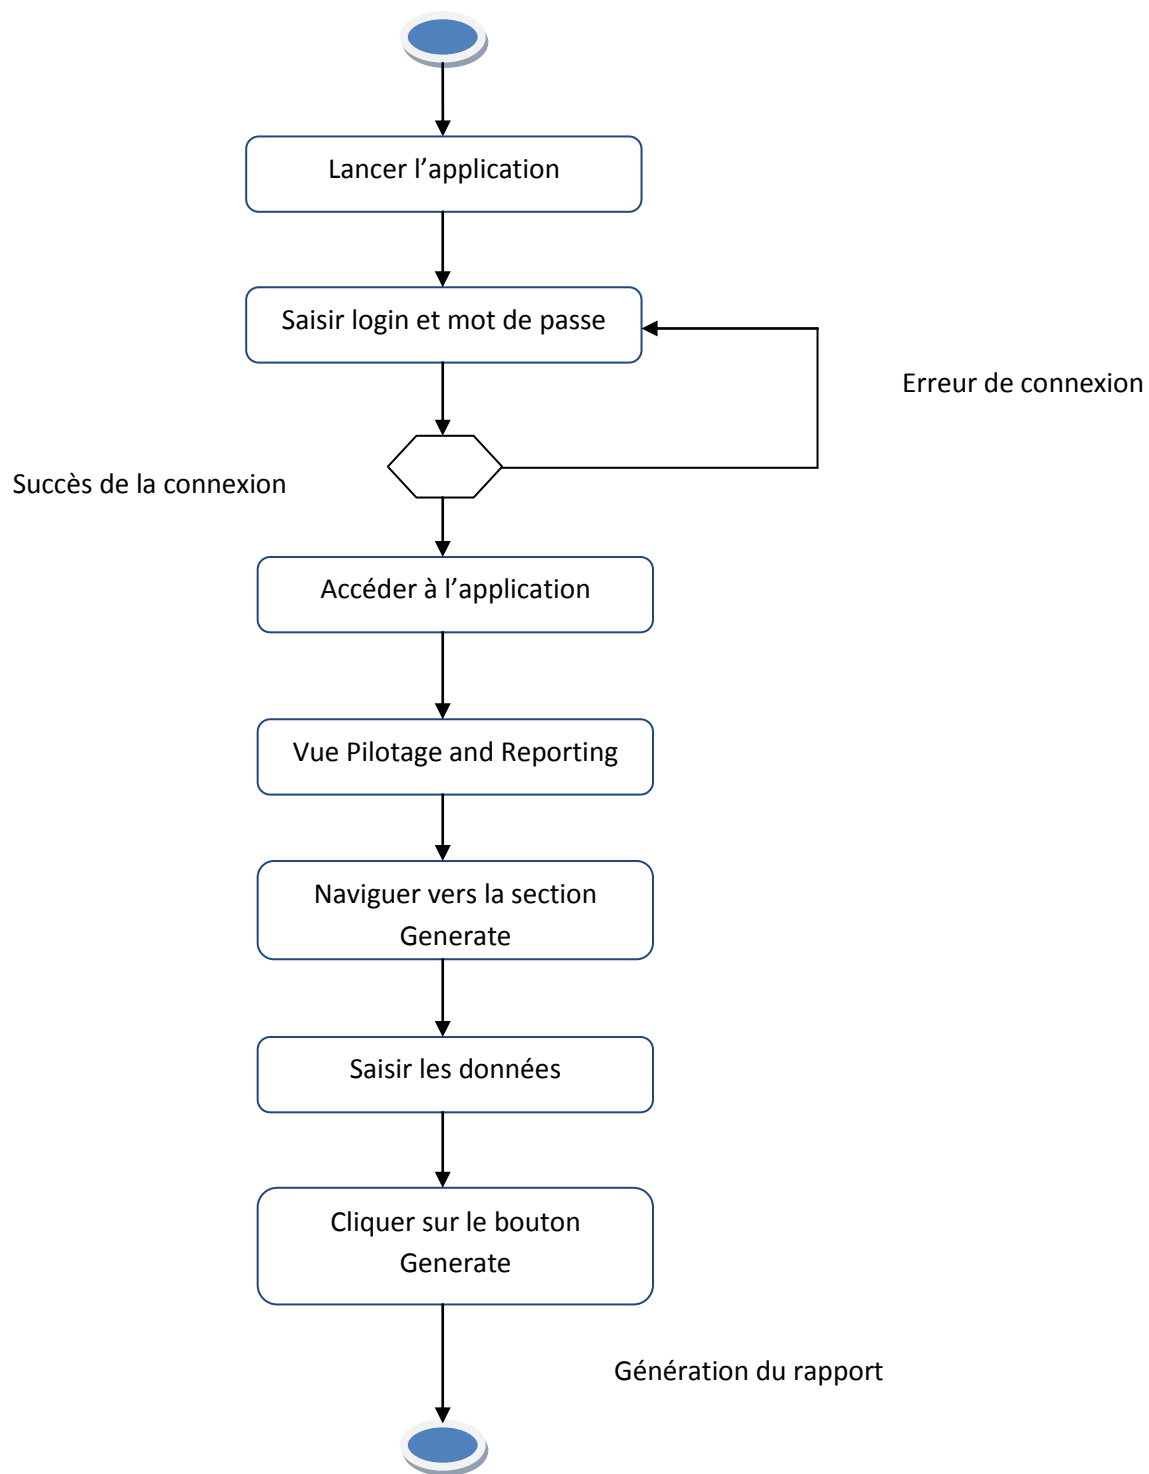 Lancer l’application
Saisir login et mot de passe
Erreur de connexion
Succès de la connexion
Accéder à l’application
Vue Pilotage and Reporting
Naviguer vers la section
Generate
Saisir les données
Cliquer sur le bouton
Generate
Génération du rapport